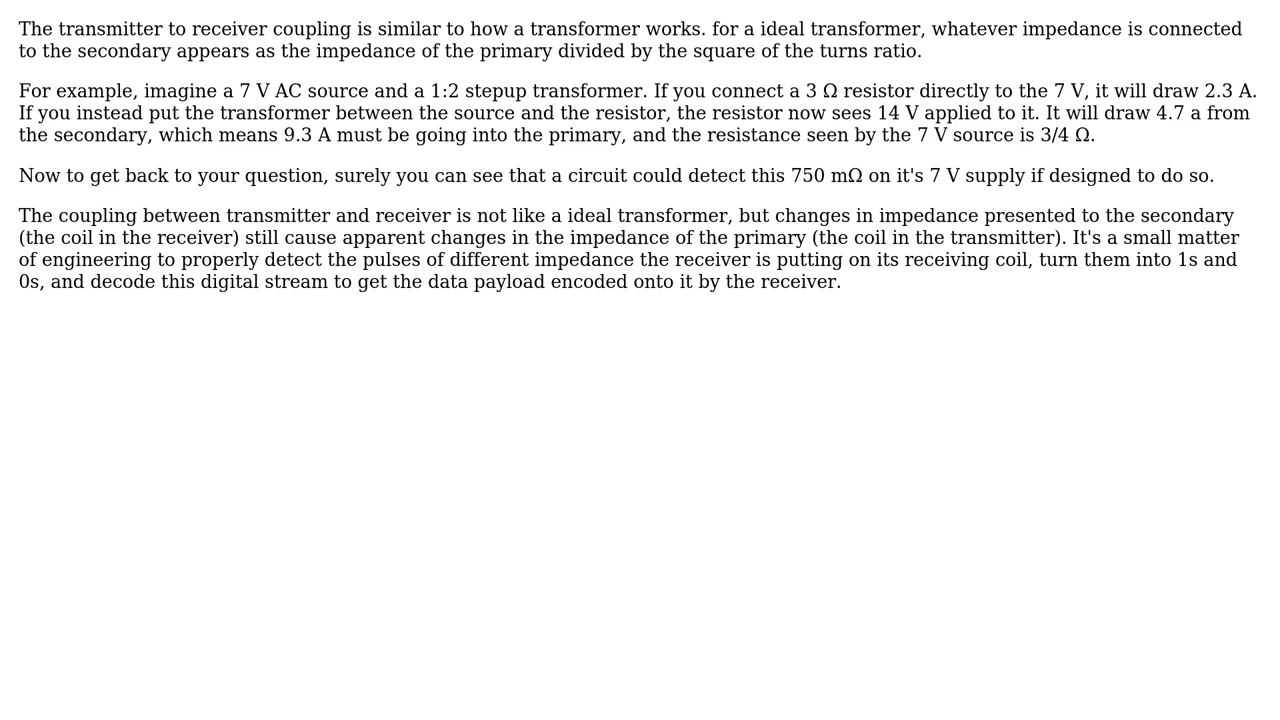 The transmitter to receiver coupling is similar to how a transformer works. for a ideal transformer, whatever impedance is connected
to the secondary appears as the impedance of the primary divided by the square of the turns ratio.
For example, imagine a 7 V AC source and a 1:2 stepup transformer. If you connect a 3 Ω resistor directly to the 7 V, it will draw 2.3 A.
If you instead put the transformer between the source and the resistor, the resistor now sees 14 V applied to it. It will draw 4.7 a from
the secondary, which means 9.3 A must be going into the primary, and the resistance seen by the 7 V source is 3/4 Ω.
Now to get back to your question, surely you can see that a circuit could detect this 750 mΩ on it's 7 V supply if designed to do so.
The coupling between transmitter and receiver is not like a ideal transformer, but changes in impedance presented to the secondary
(the coil in the receiver) still cause apparent changes in the impedance of the primary (the coil in the transmitter). It's a small matter
of engineering to properly detect the pulses of different impedance the receiver is putting on its receiving coil, turn them into 1s and
0s, and decode this digital stream to get the data payload encoded onto it by the receiver.